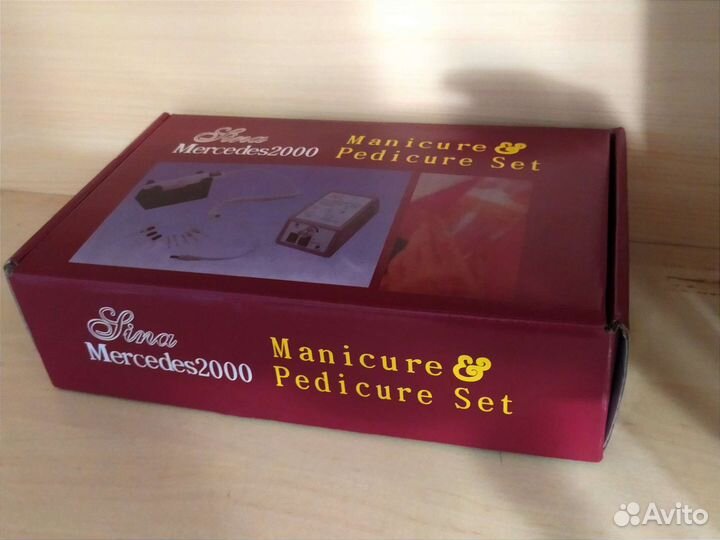 Sina
Mercedes2000
Manicure &
Pedicure Set
Sina
Mercedes2000
Manicure &
Pedicure Set
Avito